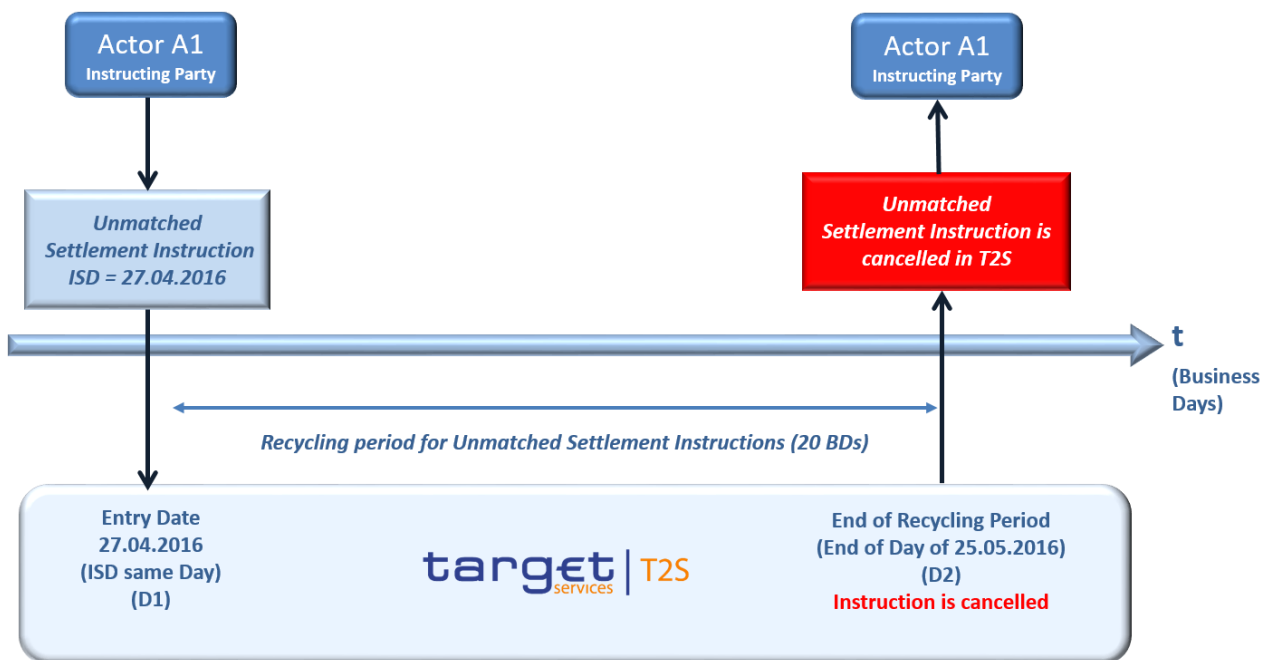 Actor A1
Instructing Party
Actor A1
Instructing Party
Unmatched
Settlement Instruction
ISD = 27.04.2016
Unmatched
Settlement Instruction is
cancelled in T2S
t
(Business
Days)
Recycling period for Unmatched Settlement Instructions (20 BDs)
Entry Date
27.04.2016
(ISD same Day)
(D1)
target | T2S
services
End of Recycling Period
(End of Day of 25.05.2016)
(D2)
Instruction is cancelled